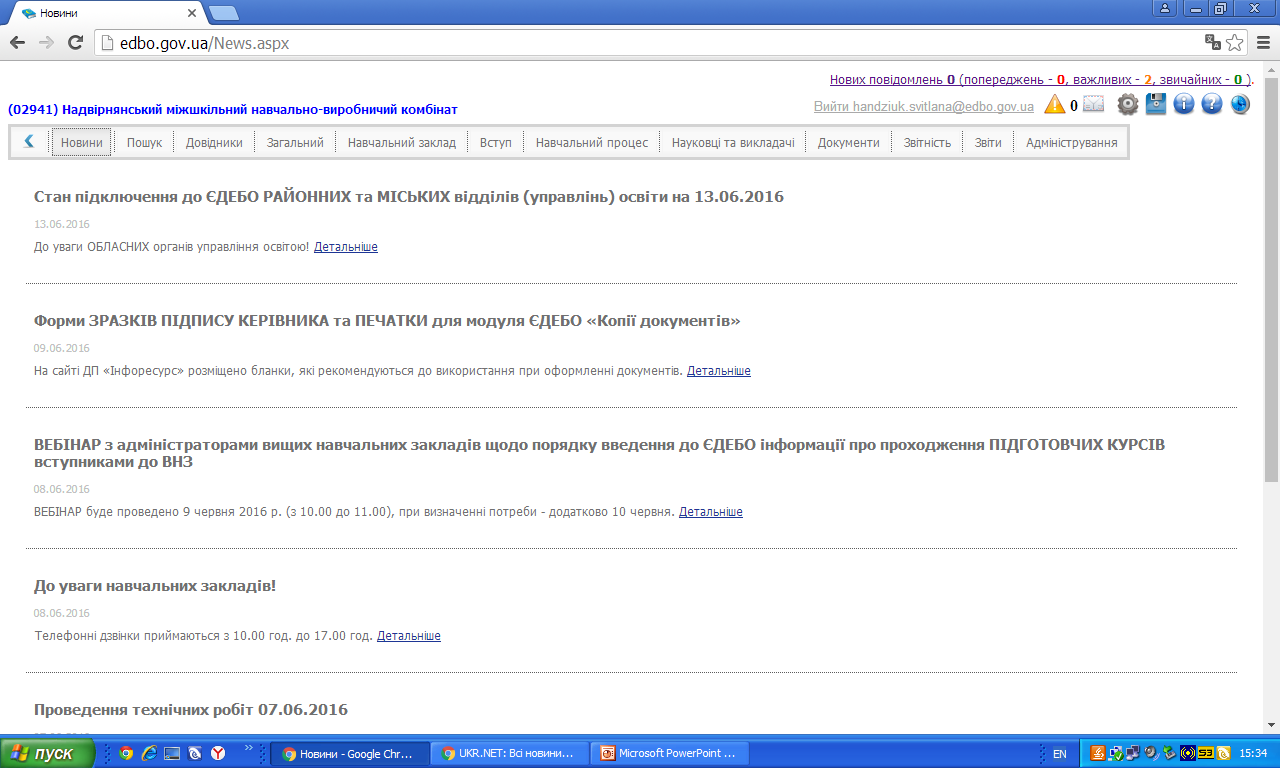 Новини
edbo.gov.ua/News.aspx
Нових повідомлень 0 (попереджень - 0, важливих - 2, звичайних - 0 ).
(02941) Надвірнянський міжшкільний навчально-виробничий комбінат
Вийти handziuk.svitlana@edbo.gov.ua 0
Новини Пошук Довідники Загальний Навчальний заклад Вступ Навчальний процес Науковці та викладачі Документи Звітність Звіти Адміністрування
Стан підключення до ЄДЕБО РАЙОННИХ та МІСЬКИХ відділів (управлінь) освіти на 13.06.2016
13.06.2016
До уваги ОБЛАСНИХ органів управління освітою! Детальніше
Форми ЗРАЗКІВ ПІДПИСУ КЕРІВНИКА та ПЕЧАТКИ для модуля ЄДЕБО «Копії документів»
09.06.2016
На сайті ДП «Інфоресурс» розміщено бланки, які рекомендуються до використання при оформленні документів. Детальніше
ВЕБІНАР з адміністраторами вищих навчальних закладів щодо порядку введення до ЄДЕБО інформації про проходження ПІДГОТОВЧИХ КУРСІВ
вступниками до ВНЗ
08.06.2016
ВЕБІНАР буде проведено 9 червня 2016 р. (з 10.00 до 11.00), при визначенні потреби - додатково 10 червня. Детальніше
До уваги навчальних закладів!
08.06.2016
Телефонні дзвінки приймаються з 10.00 год. до 17.00 год. Детальніше
Проведення технічних робіт 07.06.2016
пуск
Новини - Google Chr...
UKR.NET: Всі новини...
Microsoft PowerPoint ...
EN
15:34